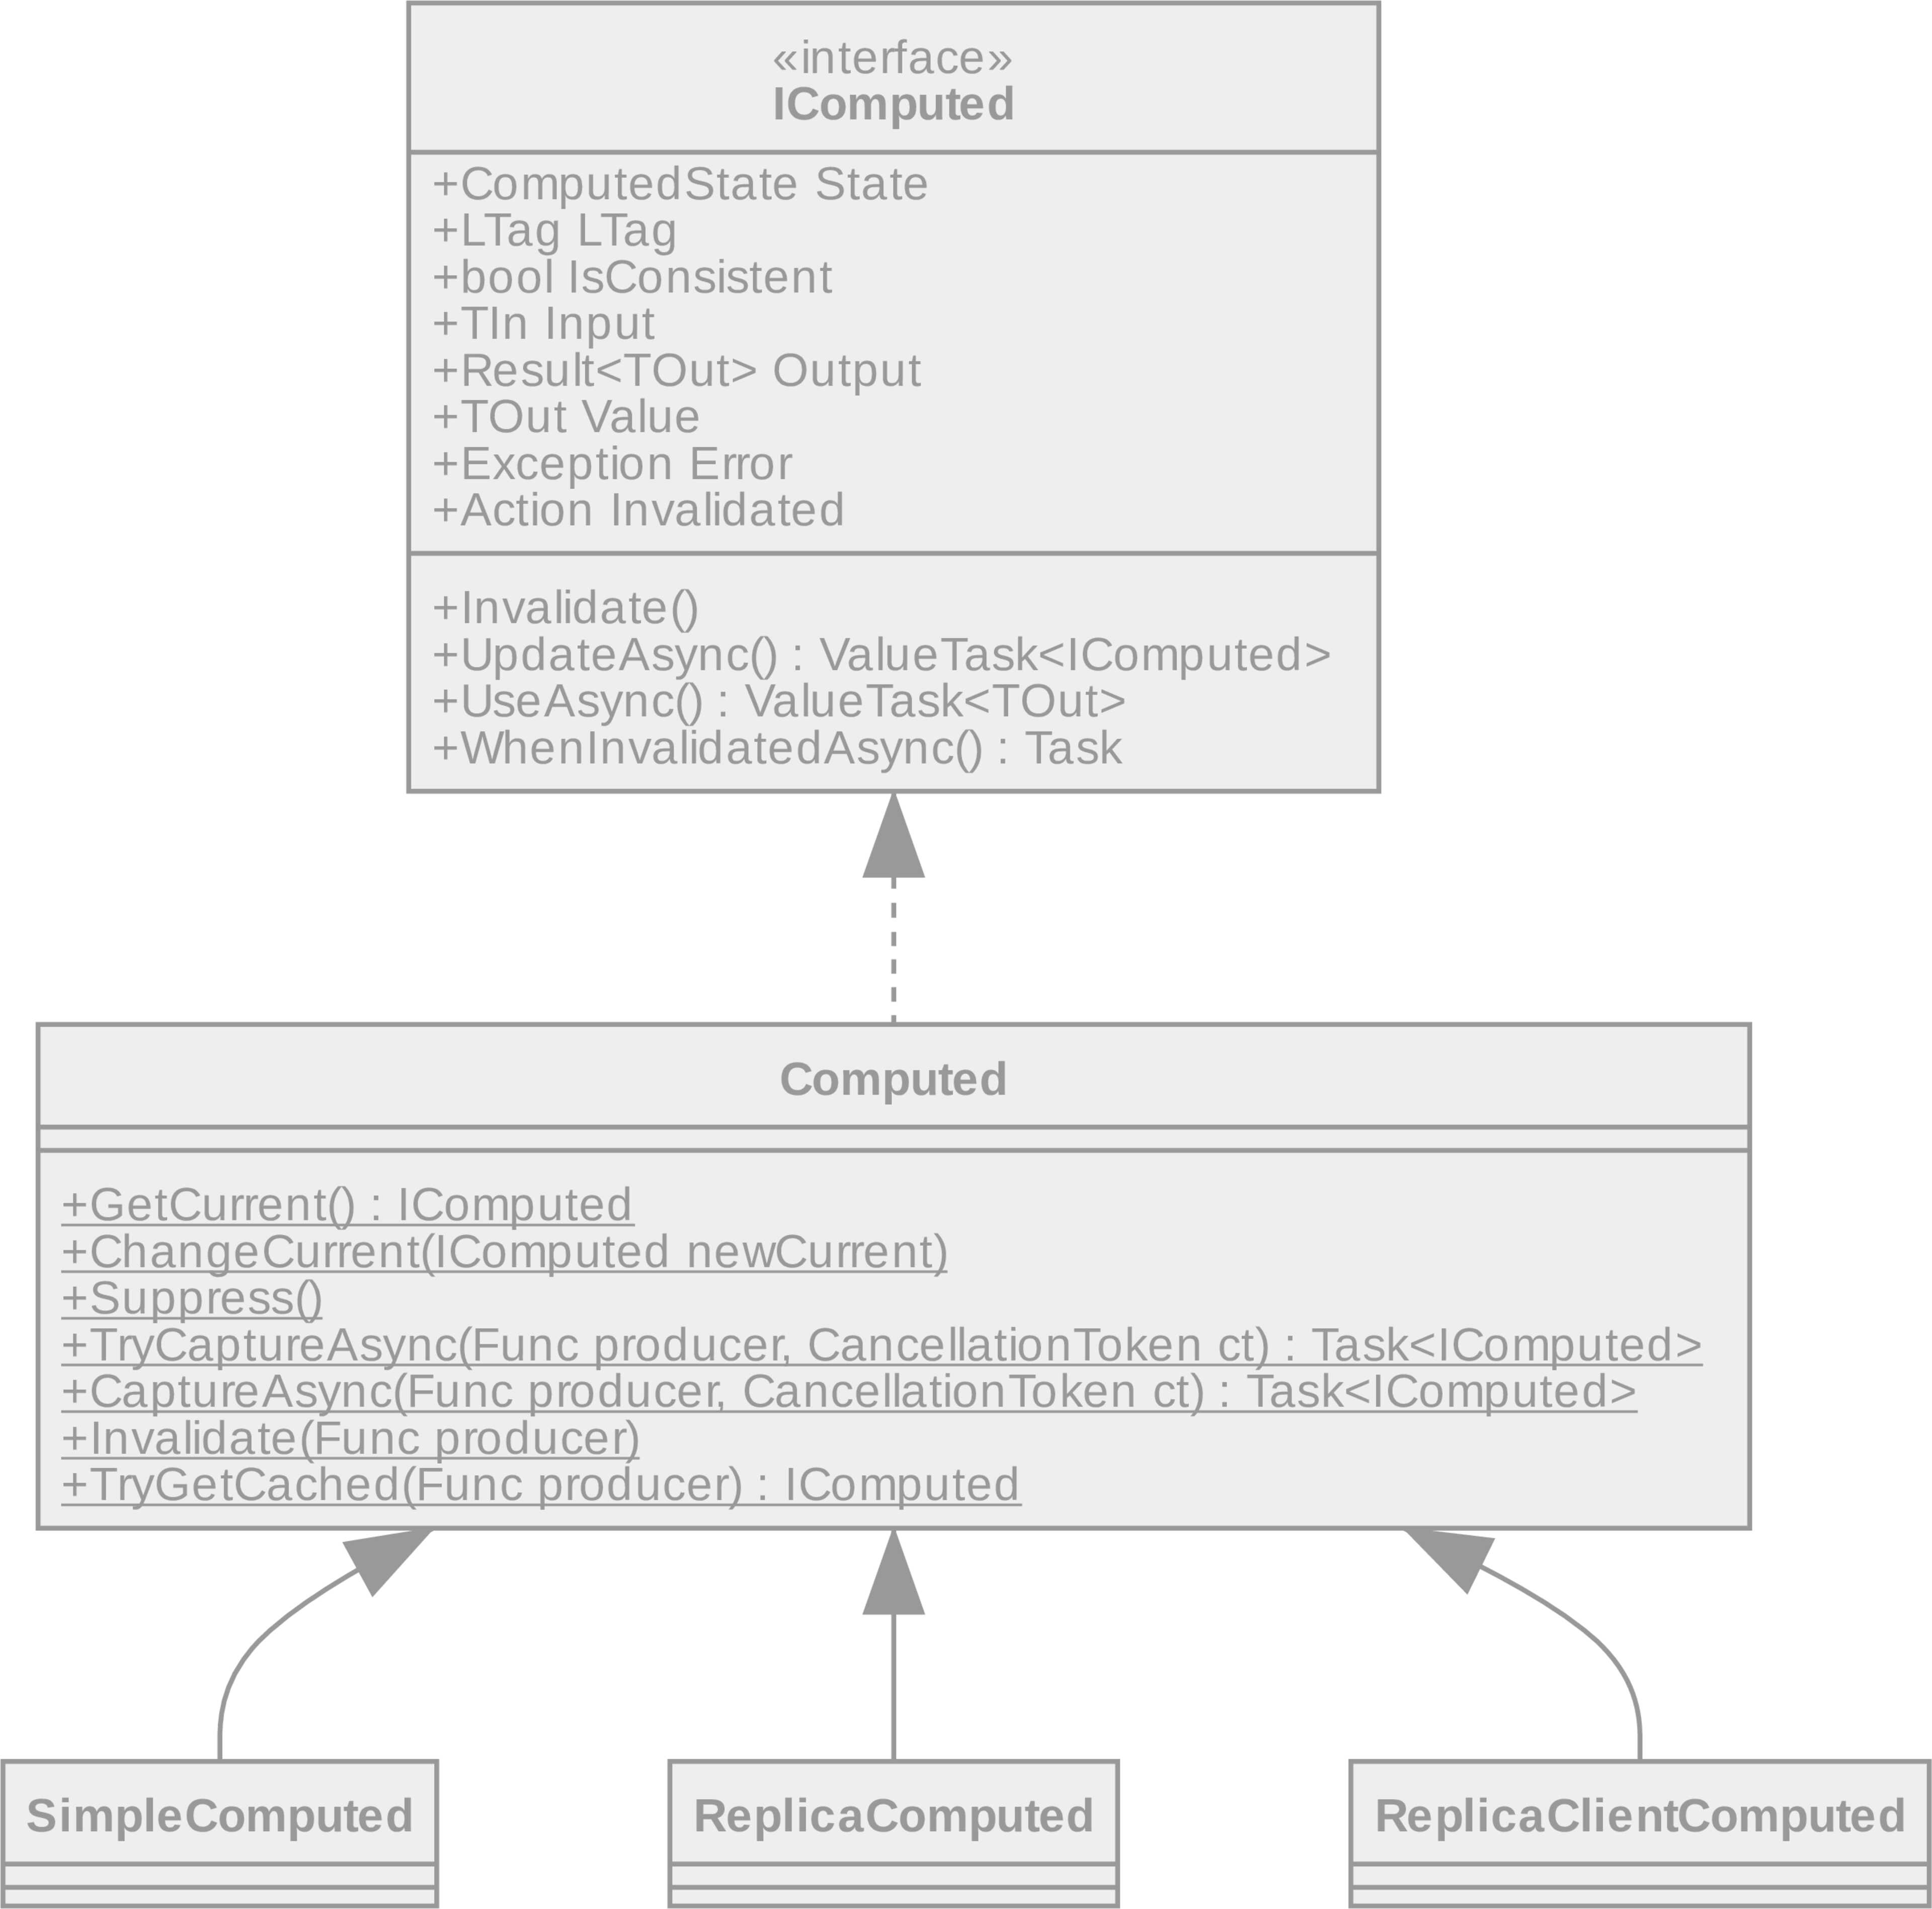 «interface»
IComputed
+ComputedState State
+LTag LTag
+bool IsConsistent
+TIn Input
+Result<TOut> Output
+TOut Value
+Exception Error
+Action Invalidated
+Invalidate()
+UpdateAsync() : ValueTask<IComputed>
+UseAsync() : ValueTask<TOut>
+WhenInvalidatedAsync() : Task
Computed
+GetCurrent() : IComputed
+ChangeCurrent(IComputed newCurrent)
+Suppress()
+TryCaptureAsync(Func producer, CancellationToken ct) : Task<IComputed>
+CaptureAsync(Func producer, CancellationToken ct) : Task<IComputed>
+Invalidate(Func producer)
+TryGetCached(Func producer) : IComputed
SimpleComputed
ReplicaComputed
ReplicaClientComputed